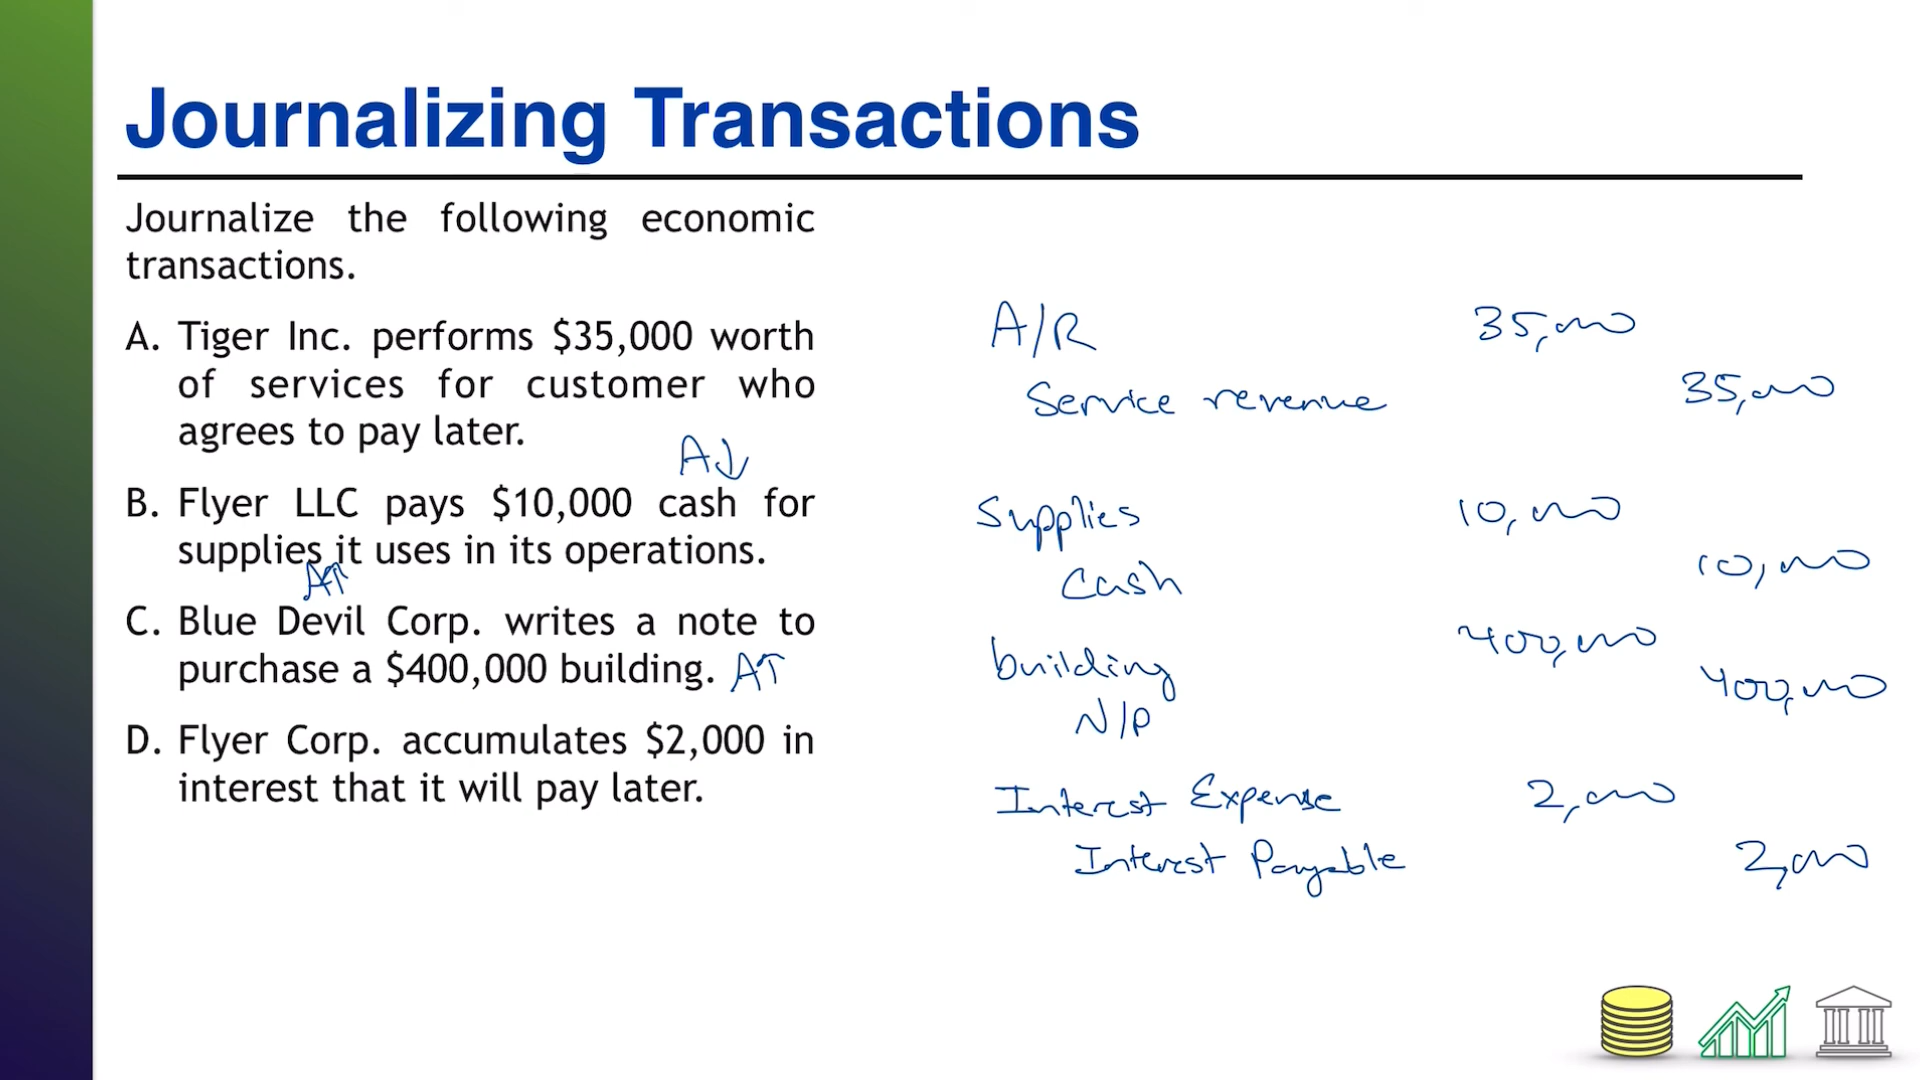 Journalizing Transactions
Journalize the following economic
transactions.
A. Tiger Inc. performs $35,000 worth
of services for customer who
agrees to pay later.
A↓
B. Flyer LLC pays $10,000 cash for
supplies it uses in its operations.
A↑
C. Blue Devil Corp. writes a note to
purchase a $400,000 building. A↑
D. Flyer Corp. accumulates $2,000 in
interest that it will pay later.
A/R 35,000
Service revenue 35,000
Supplies 10,000
Cash 10,000
building 400,000
N/P 400,000
Interest Expense 2,000
Interest Payable 2,000